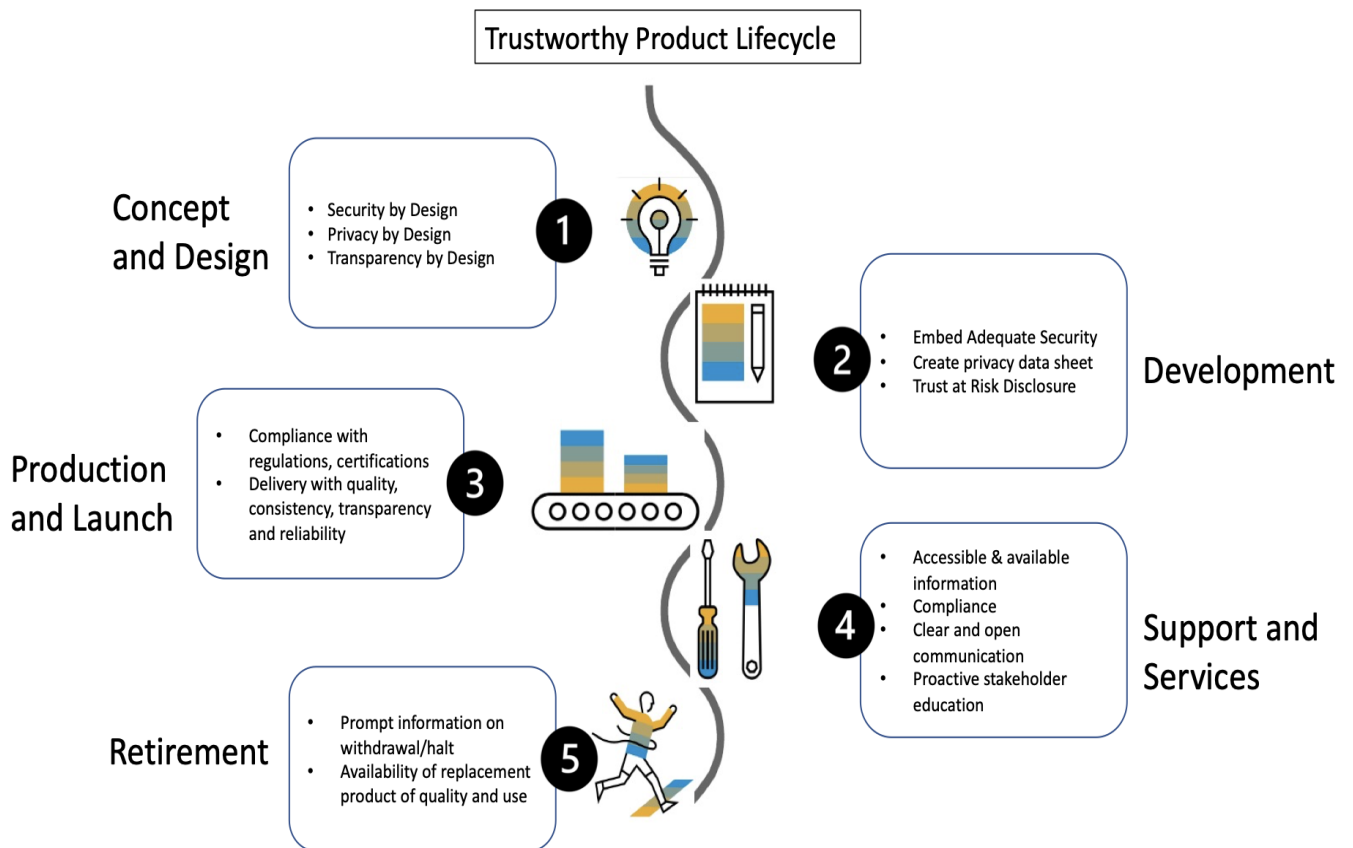 Trustworthy Product Lifecycle
Concept
and Design
• Security by Design
• Privacy by Design
• Transparency by Design
1
2
• Embed Adequate Security
• Create privacy data sheet
• Trust at Risk Disclosure
Development
Production
and Launch
• Compliance with
regulations, certifications
• Delivery with quality,
consistency, transparency
and reliability
3
4
• Accessible & available
information
• Compliance
• Clear and open
communication
• Proactive stakeholder
education
Support and
Services
Retirement
• Prompt information on
withdrawal/halt
• Availability of replacement
product of quality and use
5